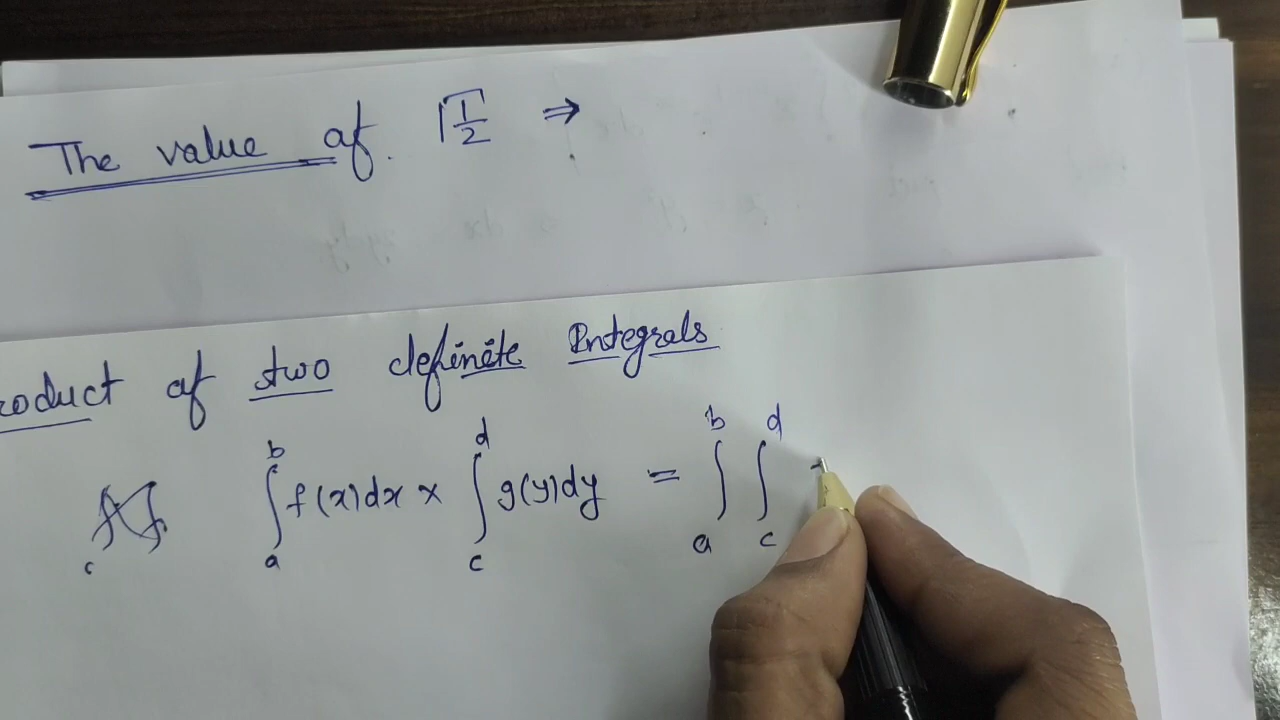 The value of. Γ1/2 ⇒
roduct of two definite Integrals
∫_a^b f(x)dx × ∫_c^d g(y)dy = ∫_a^b ∫_c^d